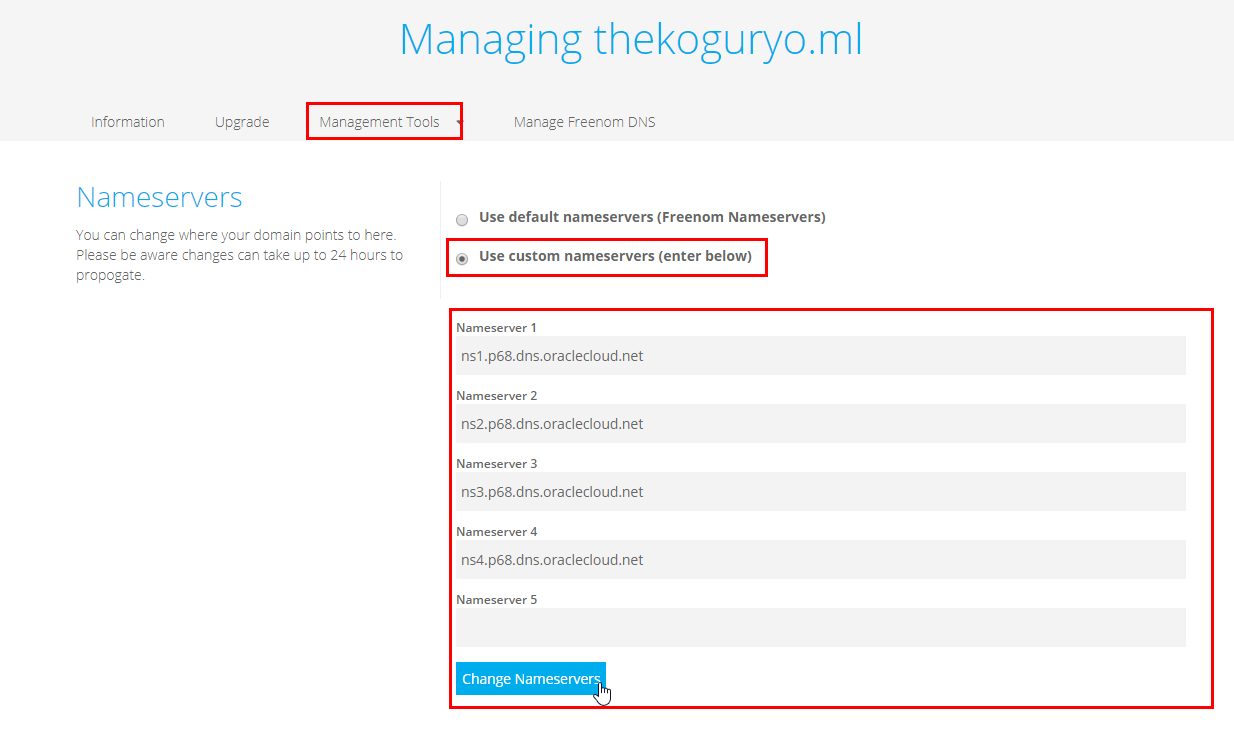 Managing thekoguryo.ml
Information
Upgrade
Management Tools
Manage Freenom DNS
Nameservers
You can change where your domain points to here.
Please be aware changes can take up to 24 hours to
propogate.
Use default nameservers (Freenom Nameservers)
Use custom nameservers (enter below)
Nameserver 1
ns1.p68.dns.oraclecloud.net
Nameserver 2
ns2.p68.dns.oraclecloud.net
Nameserver 3
ns3.p68.dns.oraclecloud.net
Nameserver 4
ns4.p68.dns.oraclecloud.net
Nameserver 5
Change Nameservers